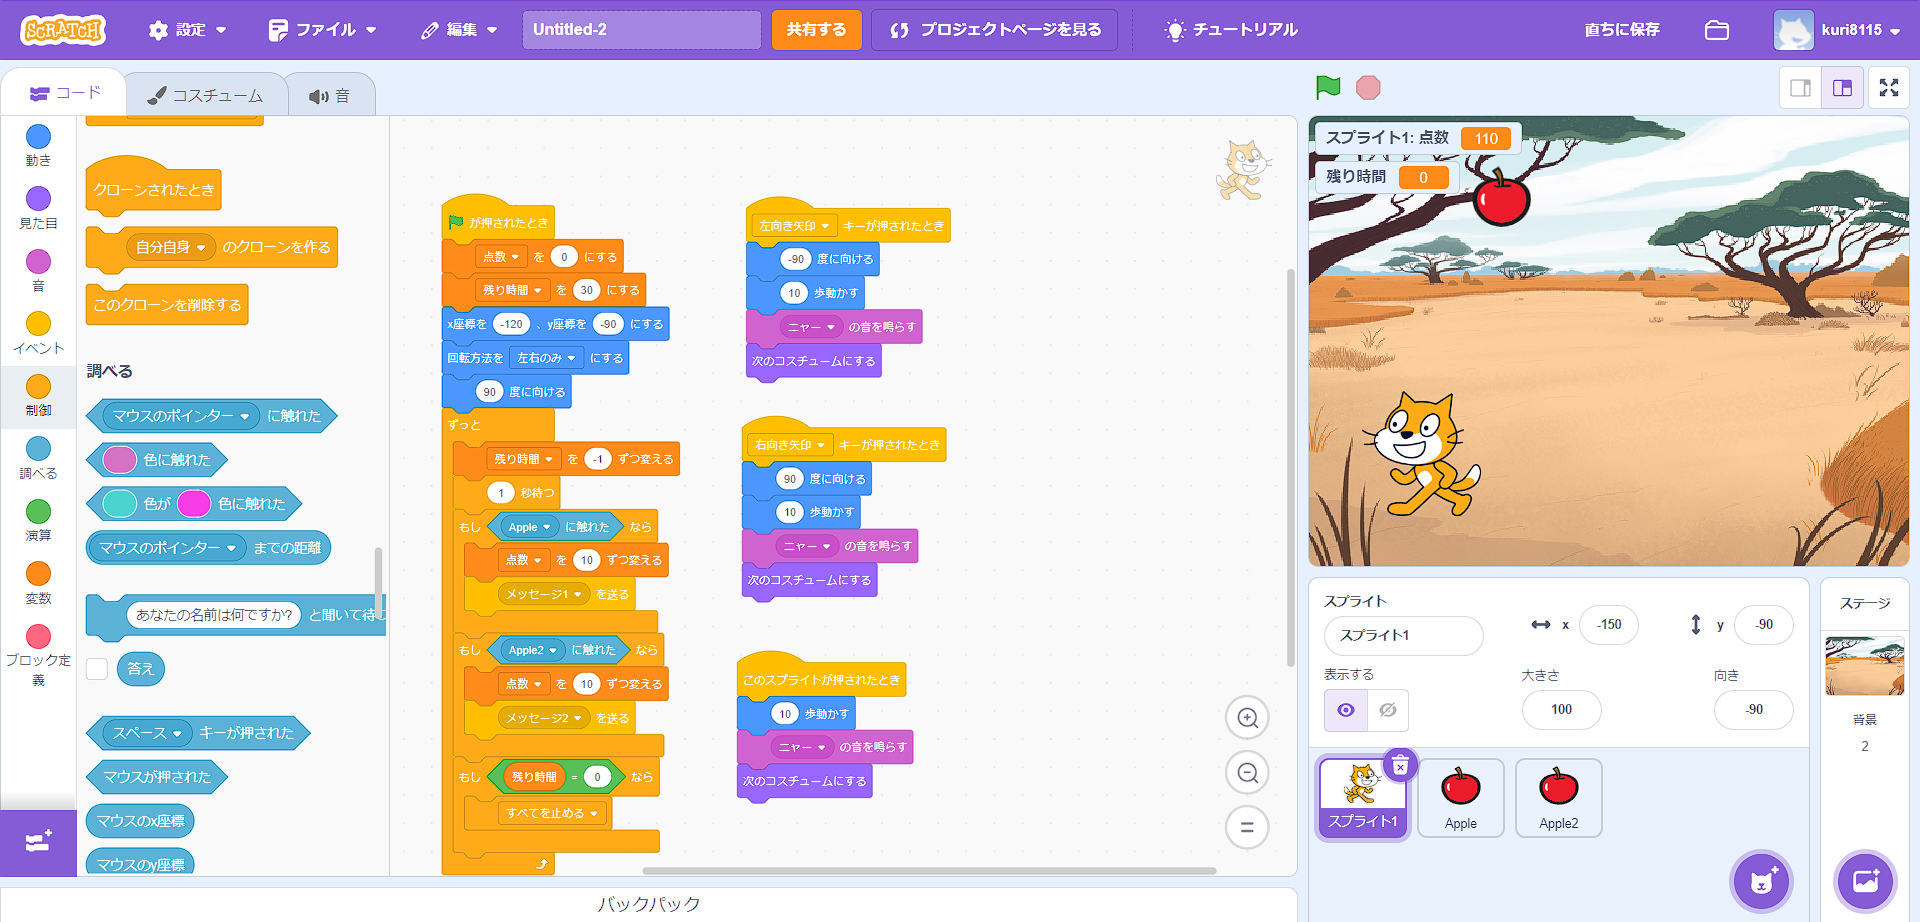 SCRATCH
設定
ファイル
編集
Untitled-2
共有する
プロジェクトページを見る
チュートリアル
直ちに保存
kuri8115
コード
コスチューム
音
動き
見た目
音
イベント
制御
調べる
演算
変数
ブロック定
義
クローンされたとき
自分自身 のクローンを作る
このクローンを削除する
調べる
マウスのポインター に触れた
色に触れた
色が 色に触れた
マウスのポインター までの距離
あなたの名前は何ですか? と聞いて待つ
答え
スペース キーが押された
マウスが押された
マウスのx座標
マウスのy座標
が押されたとき
点数 を 0 にする
残り時間 を 30 にする
x座標を -120 、y座標を -90 にする
回転方法を 左右のみ にする
90 度に向ける
ずっと
残り時間 を -1 ずつ変える
1 秒待つ
もし Apple に触れた なら
点数 を 10 ずつ変える
メッセージ1 を送る
もし Apple2 に触れた なら
点数 を 10 ずつ変える
メッセージ2 を送る
もし 残り時間 = 0 なら
すべてを止める
左向き矢印 キーが押されたとき
-90 度に向ける
10 歩動かす
ニャー の音を鳴らす
次のコスチュームにする
右向き矢印 キーが押されたとき
90 度に向ける
10 歩動かす
ニャー の音を鳴らす
次のコスチュームにする
このスプライトが押されたとき
10 歩動かす
ニャー の音を鳴らす
次のコスチュームにする
バックパック
スプライト1: 点数 110
残り時間 0
スプライト
スプライト1
x -150
y -90
表示する
大きさ
100
向き
-90
スプライト1
Apple
Apple2
ステージ
背景
2